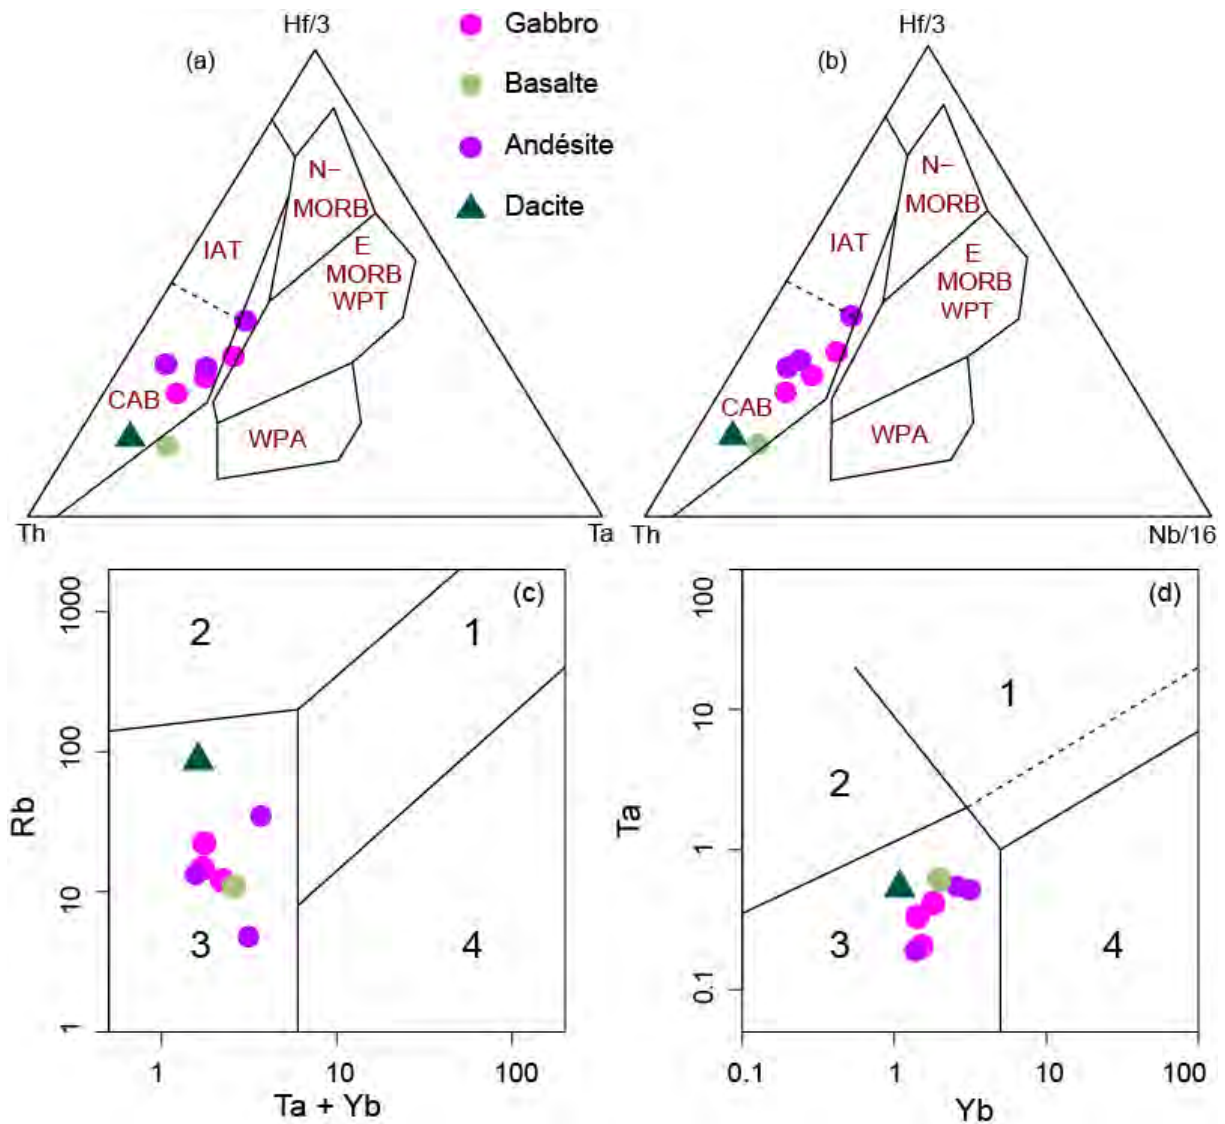 Hf/3
(a)
N−
MORB
IAT
E
MORB
WPT
CAB
WPA
Th
Ta
Gabbro
Basalte
Andésite
Dacite
Hf/3
(b)
N−
MORB
IAT
E
MORB
WPT
CAB
WPA
Th
Nb/16
(c)
2
1
3
4
1000
100
10
1
Rb
1
10
100
Ta + Yb
(d)
1
2
3
4
100
10
1
0.1
Ta
0.1
1
10
100
Yb